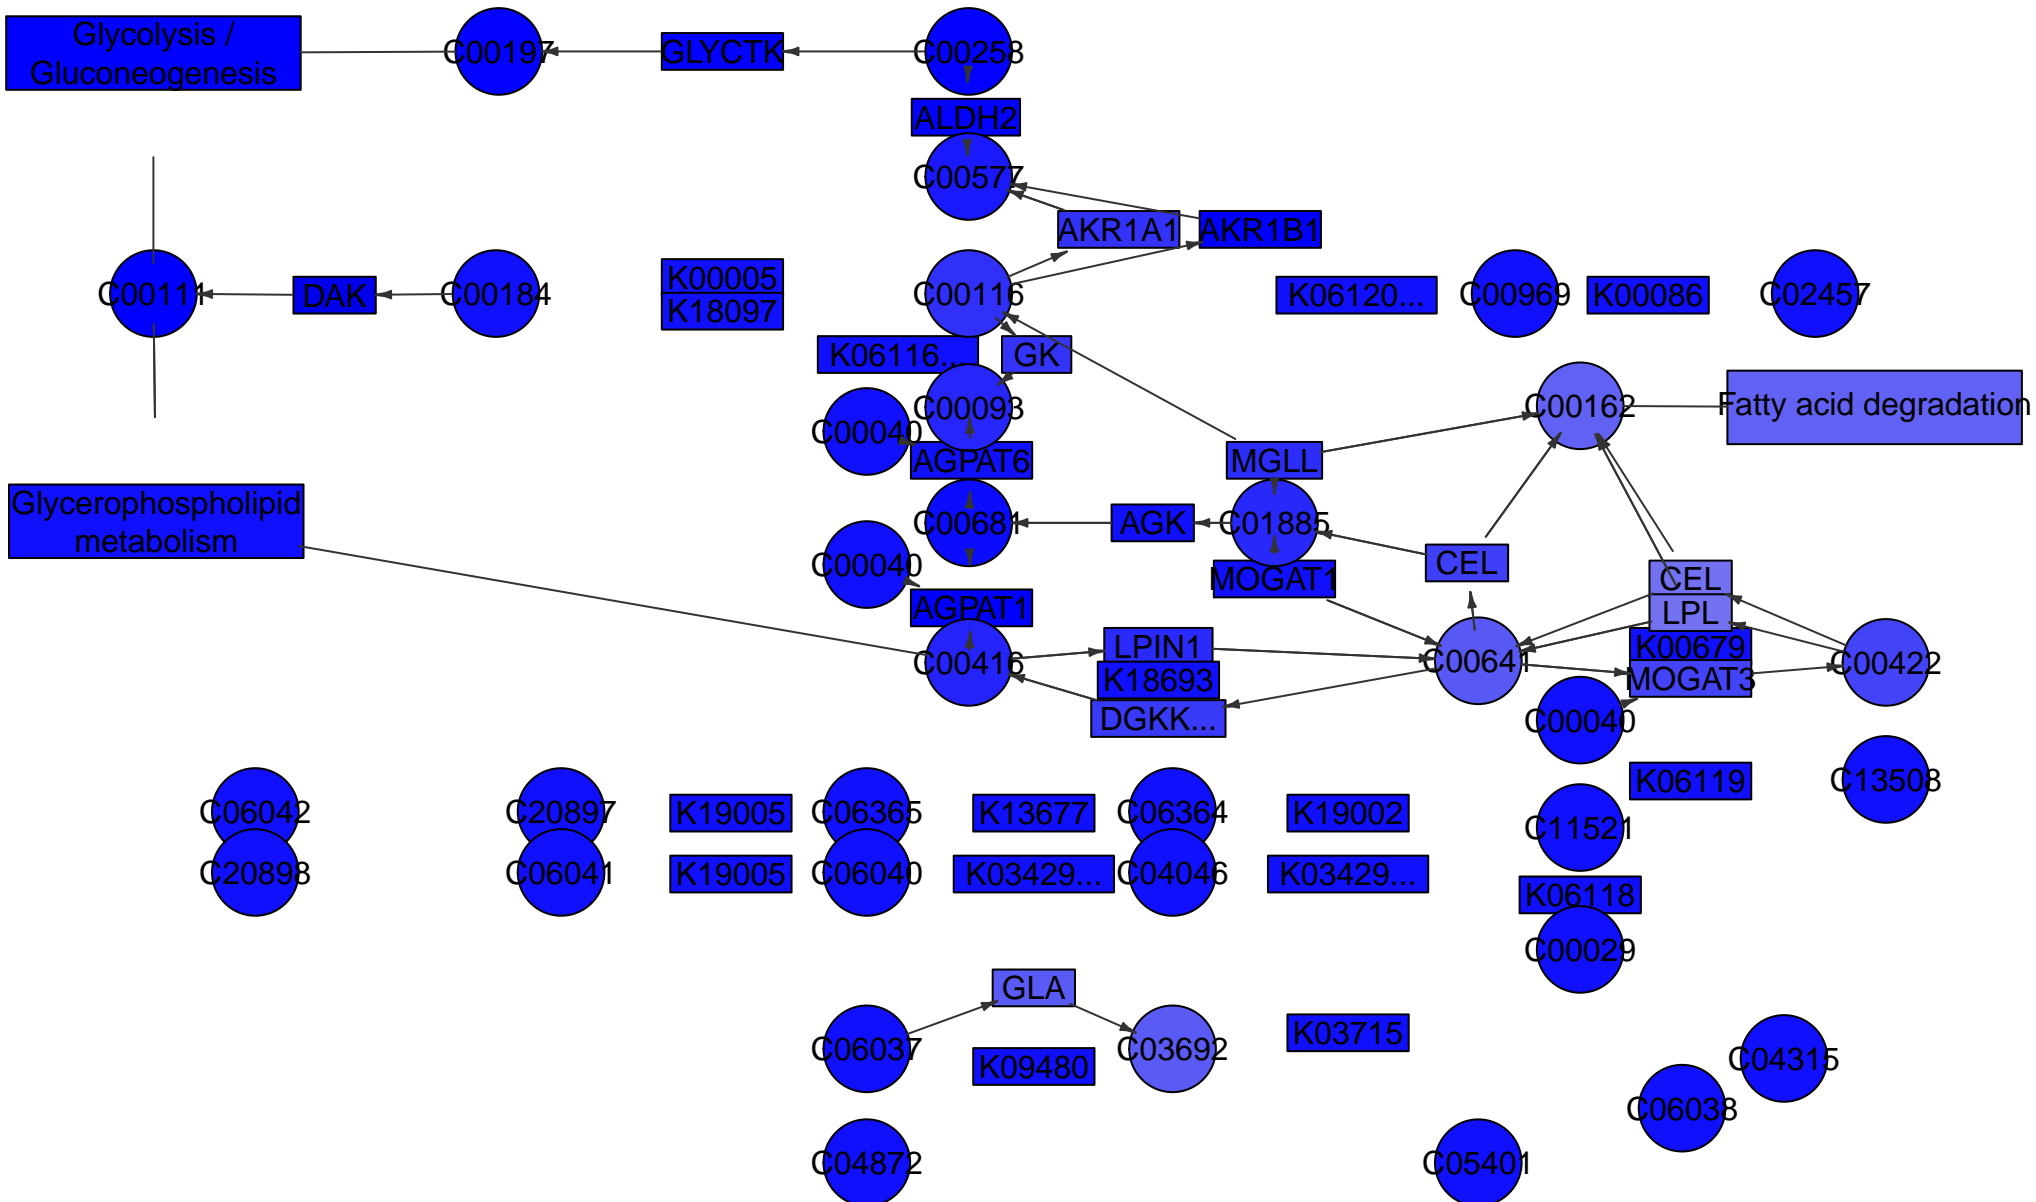 Glycolysis /
Gluconeogenesis
C00197
GLYCTK
C00258
ALDH2
C00577
AKR1A1
AKR1B1
C00111
DAK
C00184
K00005
K18097
C00116
K06120...
C00969
K00086
C02457
K06116...
GK
C00093
C00040
C00162
Fatty acid degradation
AGPAT6
MGLL
Glycerophospholipid
metabolism
C00681
AGK
C01885
C00040
MOGAT1
CEL
CEL
AGPAT1
LPL
C00416
LPIN1
K18693
DGKK...
C00641
K00679
MOGAT3
C00422
C00040
K06119
C13508
C06042
C20897
K19005
C06365
K13677
C06364
K19002
C11521
C20898
C06041
K19005
C06040
K03429...
C04046
K03429...
K06118
C00029
GLA
C06037
K09480
C03692
K03715
C04315
C06038
C04872
C05401